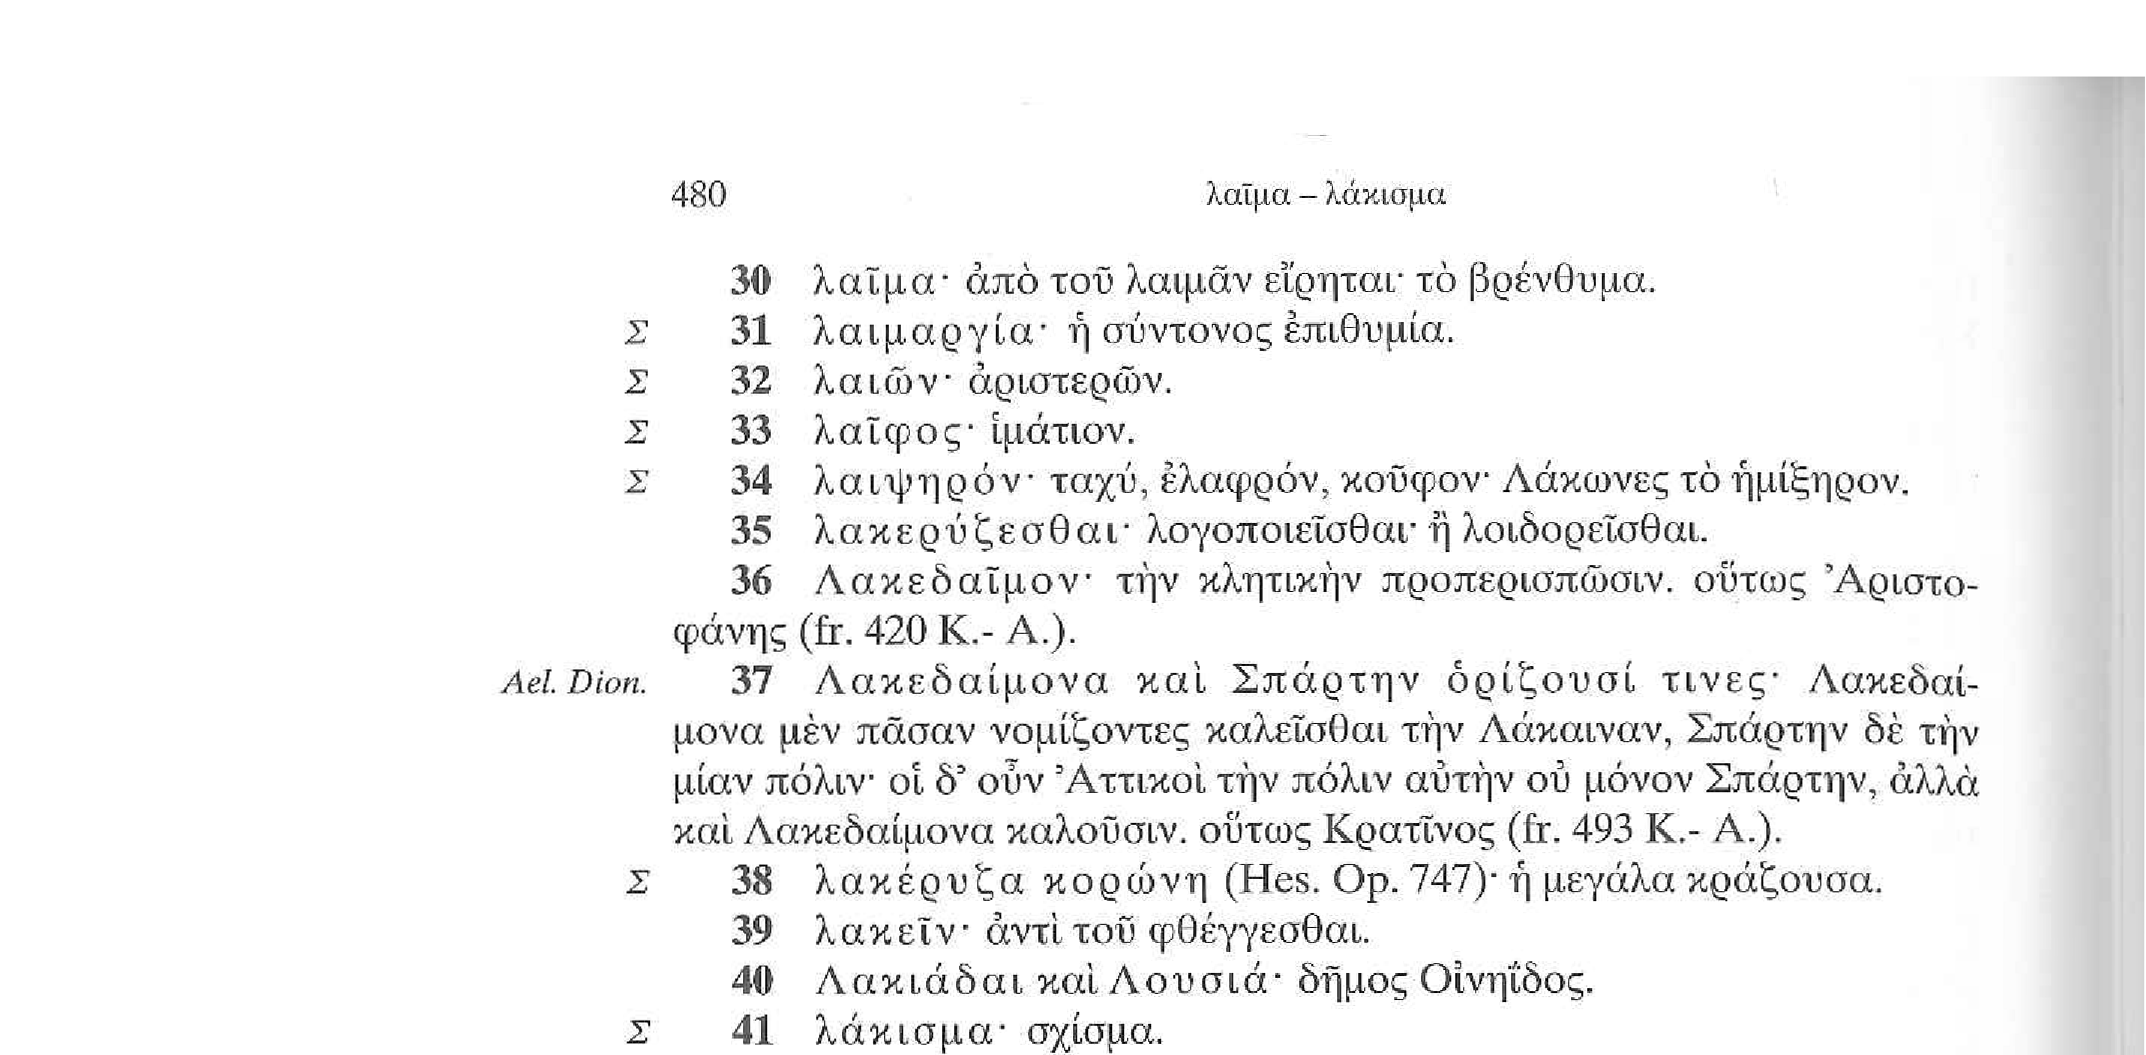 480 λαῖμα – λάκισμα
30 λαῖμα· ἀπὸ τοῦ λαιμᾶν εἴρηται· τὸ βρένθυμα.
Σ 31 λαιμαργία· ἡ σύντονος ἐπιθυμία.
Σ 32 λαιῶν· ἀριστερῶν.
Σ 33 λαῖφος· ἱμάτιον.
Σ 34 λαιψηρόν· ταχύ, ἐλαφρόν, κοῦφον· Λάκωνες τὸ ἡμίξηρον.
35 λακερύζεσθαι· λογοποιεῖσθαι· ἢ λοιδορεῖσθαι.
36 Λακεδαῖμον· τὴν κλητικὴν προπερισπῶσιν. οὕτως Ἀριστο-
φάνης (fr. 420 K.- A.).
Ael. Dion. 37 Λακεδαίμονα καὶ Σπάρτην ὁρίζουσί τινες· Λακεδαί-
μονα μὲν πᾶσαν νομίζοντες καλεῖσθαι τὴν Λάκαιναν, Σπάρτην δὲ τὴν
μίαν πόλιν· οἱ δ’ οὖν Ἀττικοὶ τὴν πόλιν αὐτὴν οὐ μόνον Σπάρτην, ἀλλὰ
καὶ Λακεδαίμονα καλοῦσιν. οὕτως Κρατῖνος (fr. 493 K.- A.).
Σ 38 λακέρυζα κορώνη (Hes. Op. 747)· ἡ μεγάλα κράζουσα.
39 λακεῖν· ἀντὶ τοῦ φθέγγεσθαι.
40 Λακιάδαι καὶ Λουσιά· δῆμος Οἰνηΐδος.
Σ 41 λάκισμα· σχίσμα.